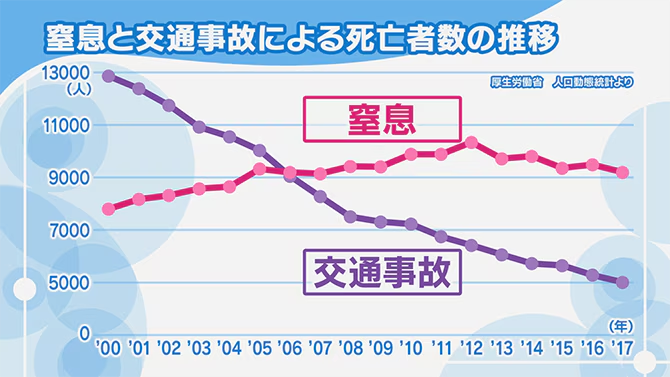 窒息と交通事故による死亡者数の推移
13000
(人)
厚生労働省　人口動態統計より
11000
窒息
9000
7000
交通事故
5000
0
(年)
'00 '01 '02 '03 '04 '05 '06 '07 '08 '09 '10 '11 '12 '13 '14 '15 '16 '17